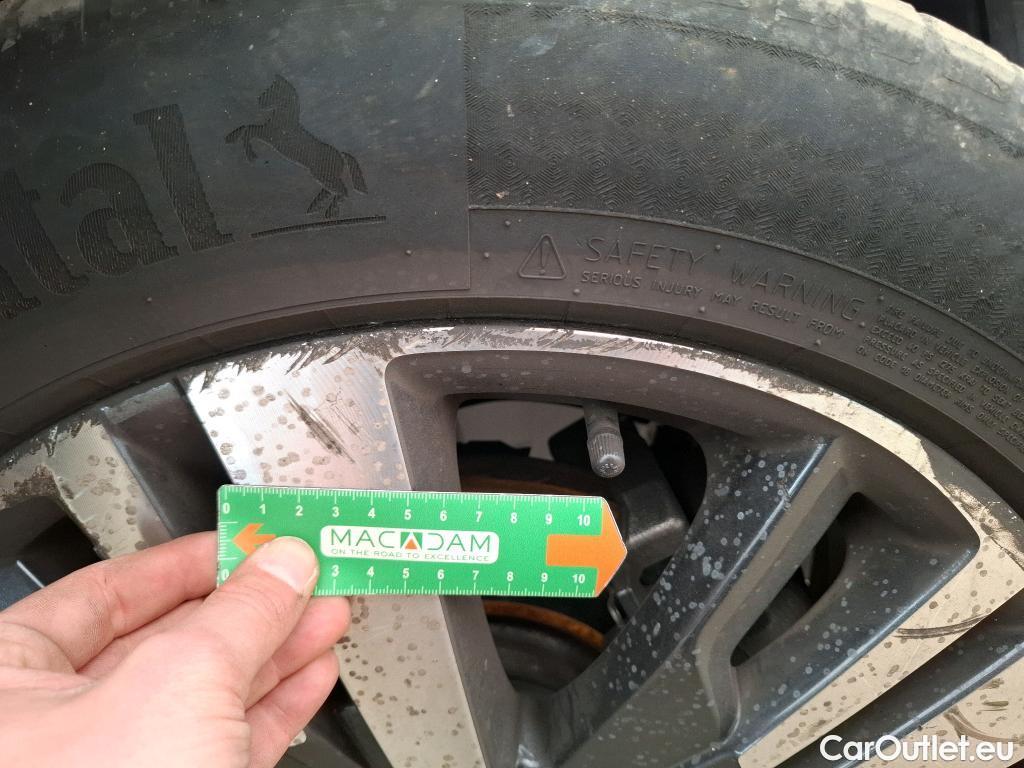 ntal
SAFETY WARNING
SERIOUS INJURY MAY RESULT FROM
0 1 2 3 4 5 6 7 8 9 10
MACADAM
ON THE ROAD TO EXCELLENCE
0 3 4 5 6 7 8 9 10
CarOutlet.eu